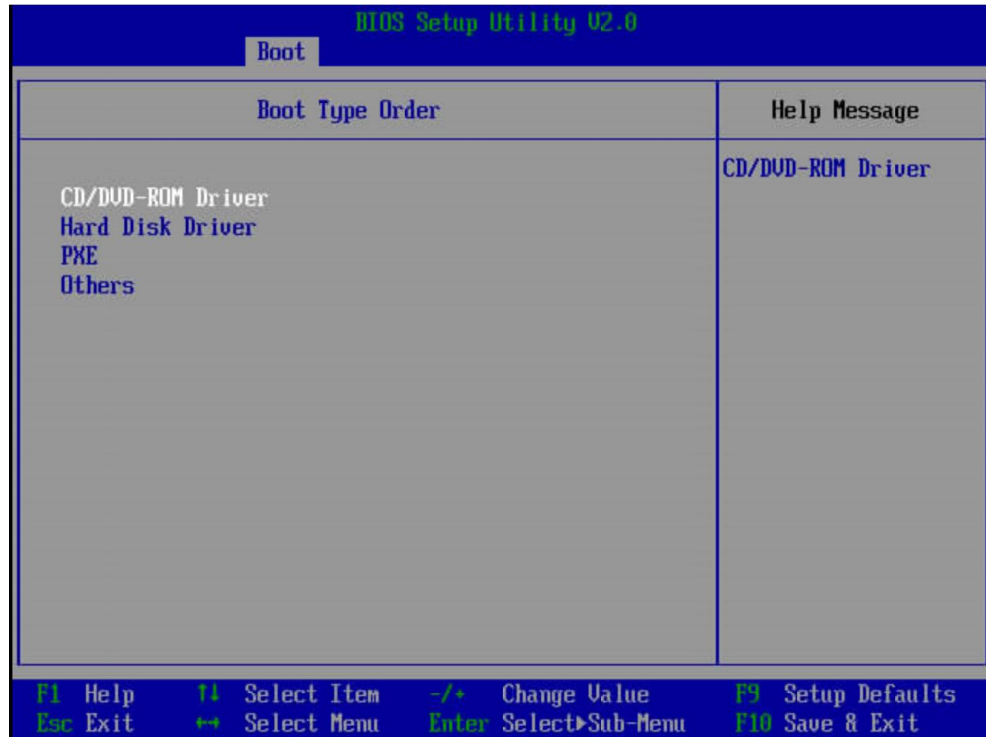 BIOS Setup Utility V2.0
Boot
Boot Type Order
Help Message
CD/DVD-ROM Driver
Hard Disk Driver
PXE
Others
CD/DVD-ROM Driver
F1 Help ↑↓ Select Item -/+ Change Value F9 Setup Defaults
Esc Exit ↔ Select Menu Enter Select▶Sub-Menu F10 Save & Exit